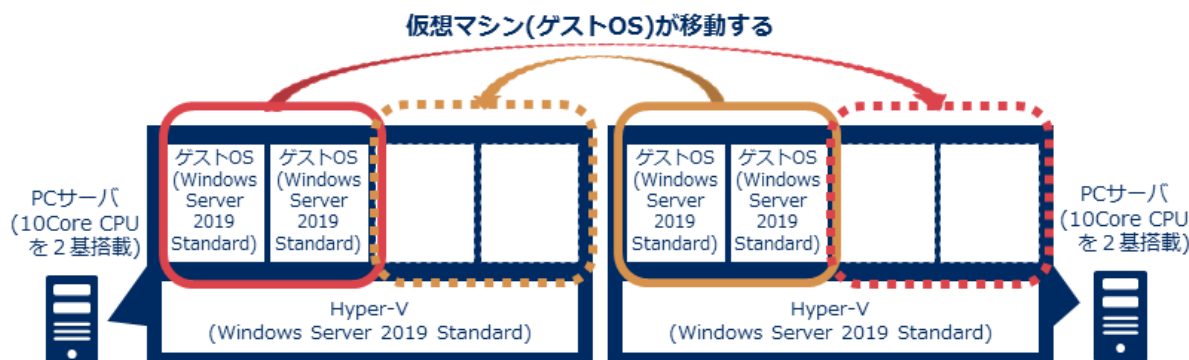 仮想マシン(ゲストOS)が移動する
PCサーバ
(10Core CPU
を２基搭載)
ゲストOS
(Windows
Server
2019
Standard)
ゲストOS
(Windows
Server
2019
Standard)
Hyper-V
(Windows Server 2019 Standard)
ゲストOS
(Windows
Server
2019
Standard)
ゲストOS
(Windows
Server
2019
Standard)
Hyper-V
(Windows Server 2019 Standard)
PCサーバ
(10Core CPU
を２基搭載)